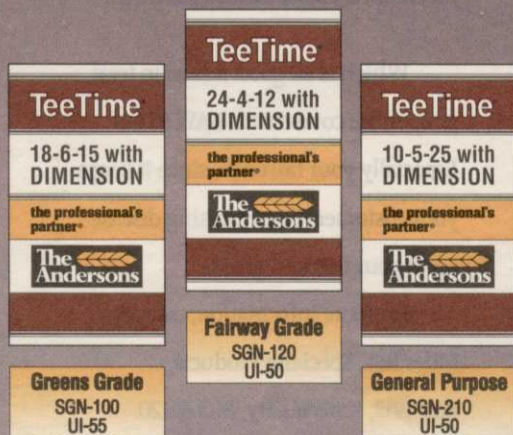 TeeTime
18-6-15 with
DIMENSION
the professional's
partner®
The
Andersons
Greens Grade
SGN-100
UI-55
TeeTime
24-4-12 with
DIMENSION
the professional's
partner®
The
Andersons
Fairway Grade
SGN-120
UI-50
TeeTime
10-5-25 with
DIMENSION
the professional's
partner®
The
Andersons
General Purpose
SGN-210
UI-50